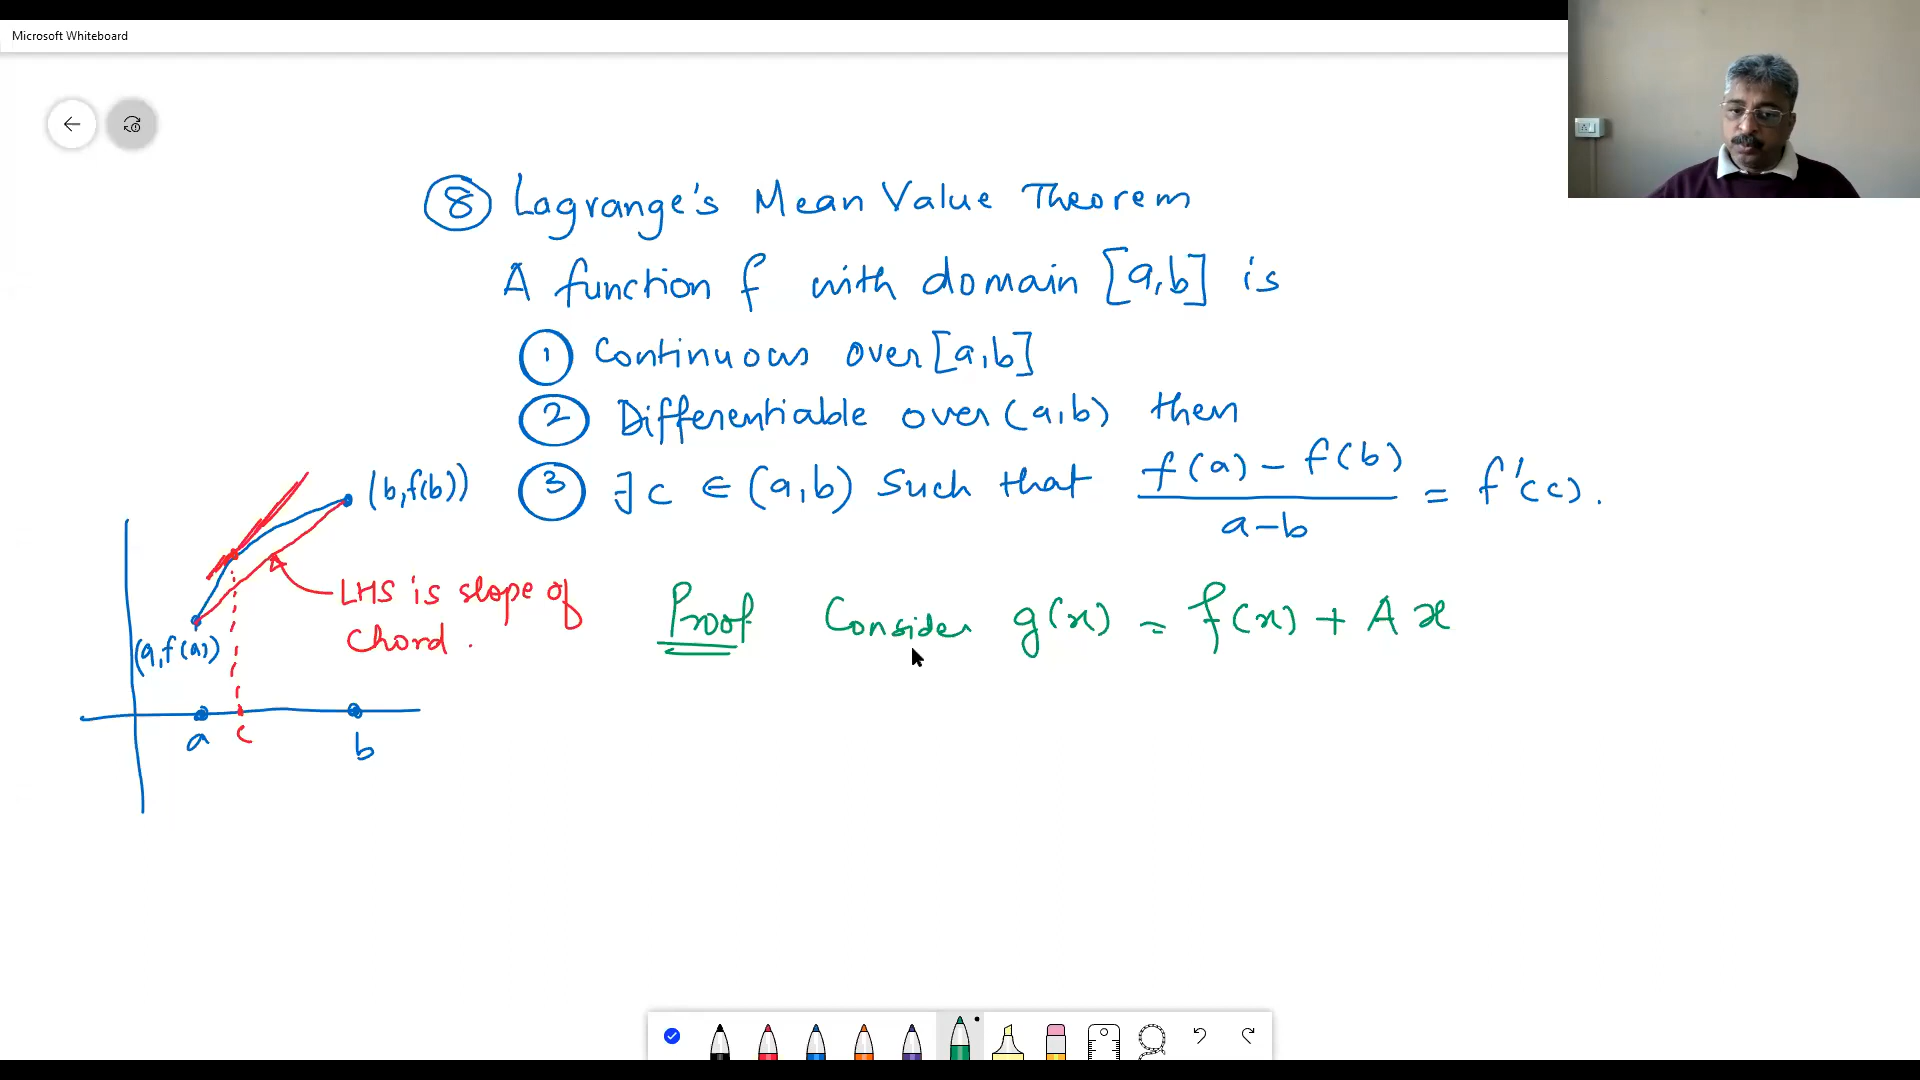 Microsoft Whiteboard
8 Lagrange's Mean Value Theorem
A function f with domain [a,b] is
1 Continuous over [a,b]
2 Differentiable over (a,b) then
3 ∃ c ∈ (a,b) Such that f(a) - f(b) / a-b = f'(c).
(b,f(b))
LHS is slope of
chord.
(a,f(a))
a c b
Proof Consider g(x) = f(x) + A x